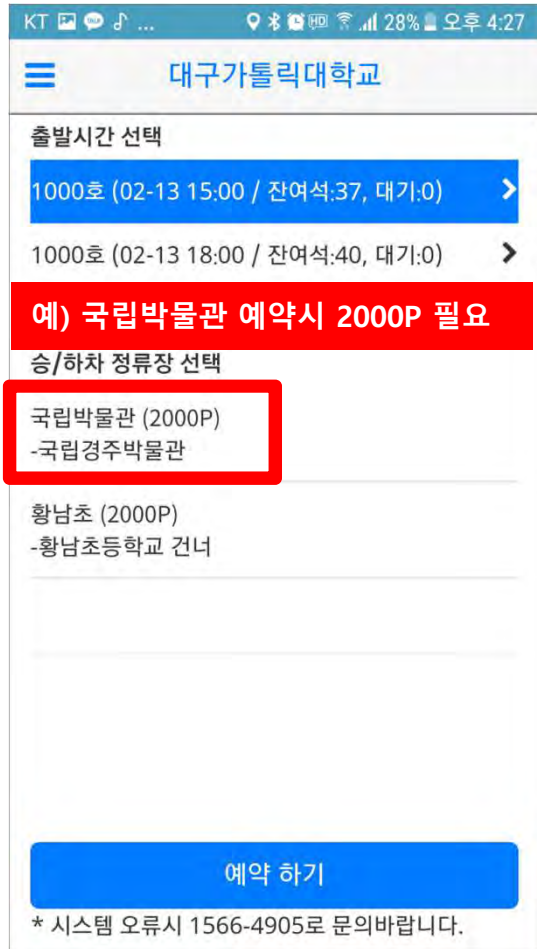 KT ... HD 28% 오후 4:27
대구가톨릭대학교
출발시간 선택
1000호 (02-13 15:00 / 잔여석:37, 대기:0)
1000호 (02-13 18:00 / 잔여석:40, 대기:0)
예) 국립박물관 예약시 2000P 필요
승/하차 정류장 선택
국립박물관 (2000P)
-국립경주박물관
황남초 (2000P)
-황남초등학교 건너
예약 하기
* 시스템 오류시 1566-4905로 문의바랍니다.